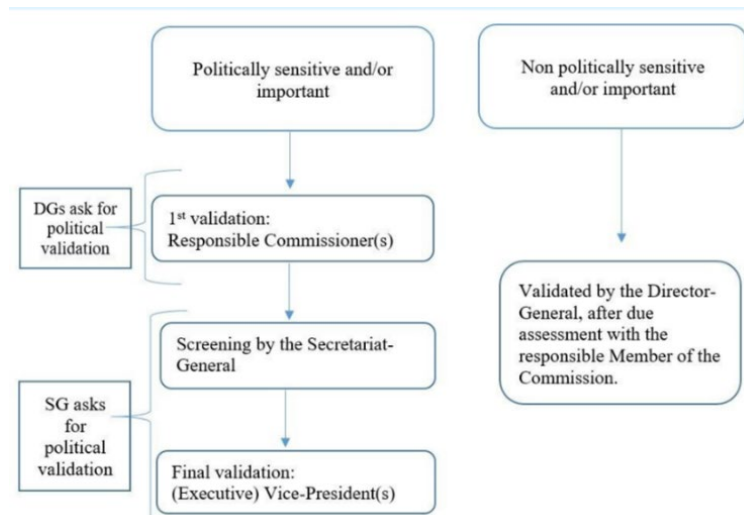 Politically sensitive and/or
important
Non politically sensitive
and/or important
DGs ask for
political
validation
1st validation:
Responsible Commissioner(s)
Validated by the Director-
General, after due
assessment with the
responsible Member of the
Commission.
Screening by the Secretariat-
General
SG asks
for
political
validation
Final validation:
(Executive) Vice-President(s)